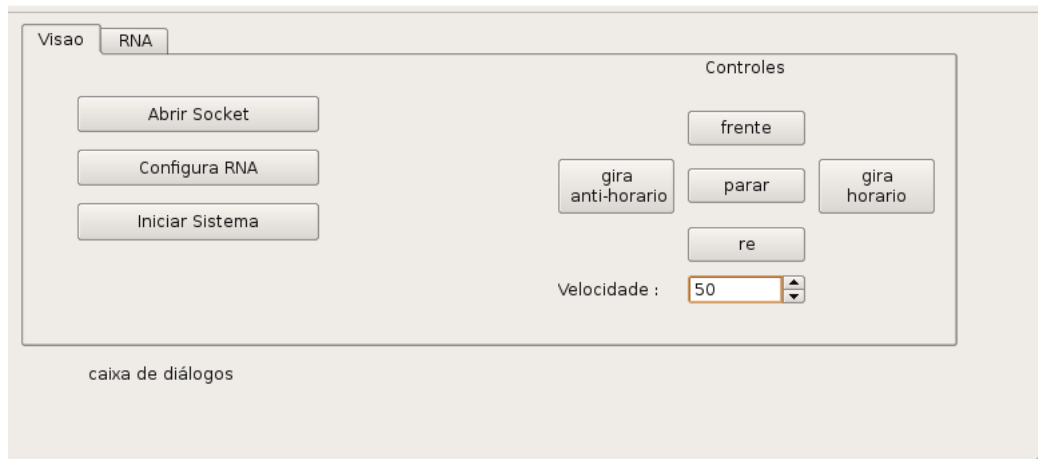 Visao
RNA
Controles
Abrir Socket
frente
Configura RNA
gira
anti-horario
parar
gira
horario
Iniciar Sistema
re
Velocidade :
50
caixa de diálogos